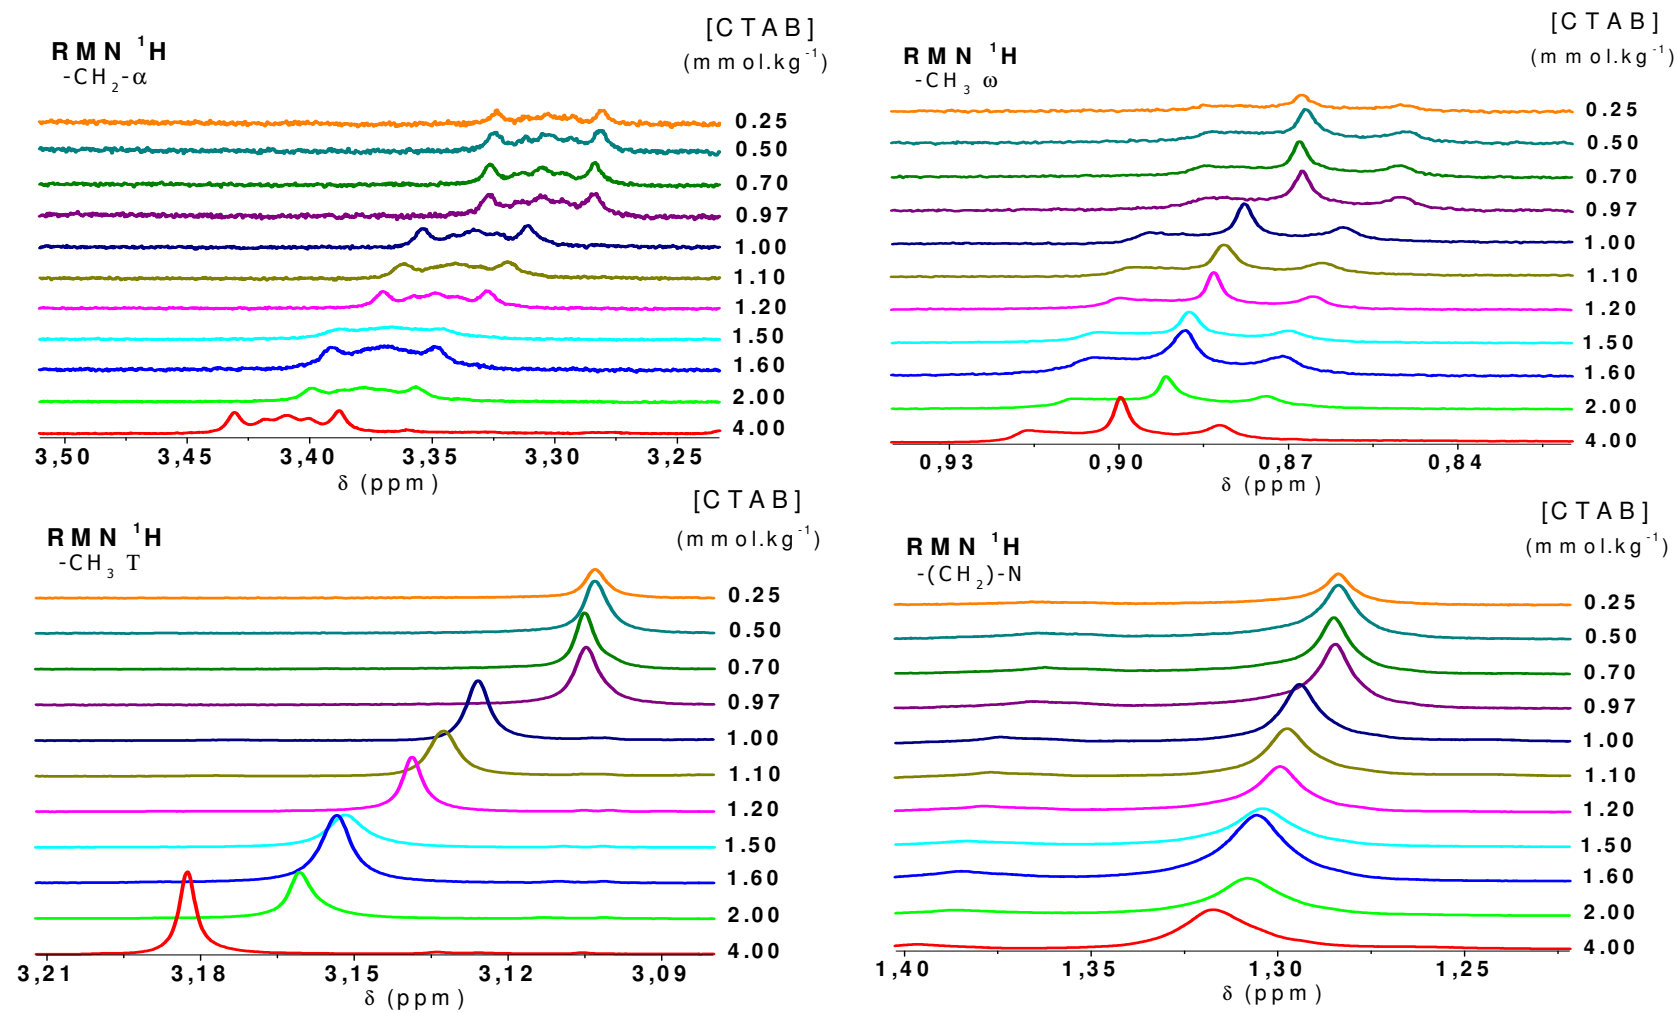 RMN ¹H
-CH₂-α
[CTAB]
(mmol.kg⁻¹)
0.25
0.50
0.70
0.97
1.00
1.10
1.20
1.50
1.60
2.00
4.00
3,50 3,45 3,40 3,35 3,30 3,25
δ (ppm)
RMN ¹H
-CH₃ ω
[CTAB]
(mmol.kg⁻¹)
0.25
0.50
0.70
0.97
1.00
1.10
1.20
1.50
1.60
2.00
4.00
0,93 0,90 0,87 0,84
δ (ppm)
RMN ¹H
-CH₃ T
[CTAB]
(mmol.kg⁻¹)
0.25
0.50
0.70
0.97
1.00
1.10
1.20
1.50
1.60
2.00
4.00
3,21 3,18 3,15 3,12 3,09
δ (ppm)
RMN ¹H
-(CH₂)-N
[CTAB]
(mmol.kg⁻¹)
0.25
0.50
0.70
0.97
1.00
1.10
1.20
1.50
1.60
2.00
4.00
1,40 1,35 1,30 1,25
δ (ppm)